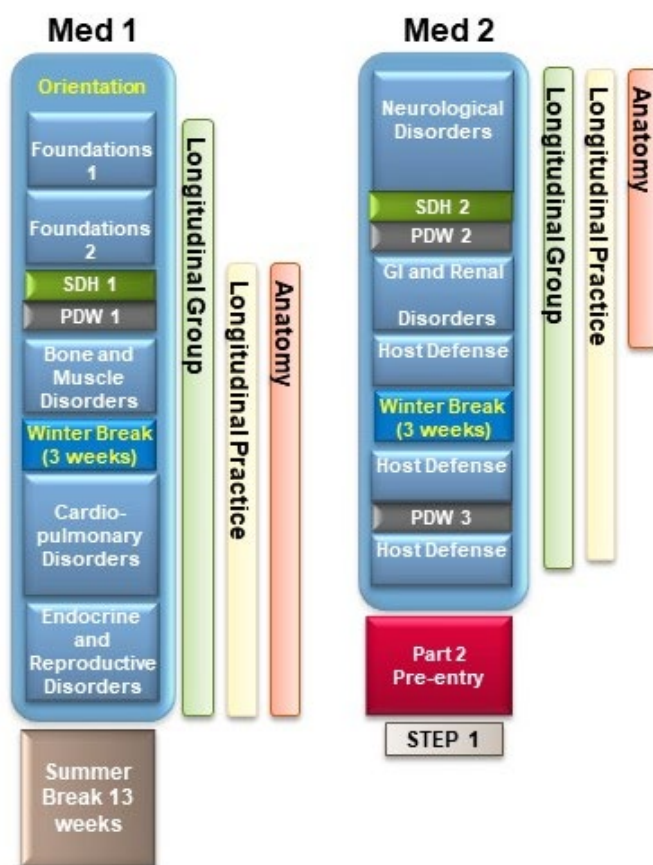 Med 1
Orientation
Foundations
1
Foundations
2
SDH 1
PDW 1
Bone and
Muscle
Disorders
Winter Break
(3 weeks)
Cardio-
pulmonary
Disorders
Endocrine
and
Reproductive
Disorders
Summer
Break 13
weeks
Longitudinal Group
Longitudinal Practice
Anatomy
Med 2
Neurological
Disorders
SDH 2
PDW 2
GI and Renal
Disorders
Host Defense
Winter Break
(3 weeks)
Host Defense
PDW 3
Host Defense
Part 2
Pre-entry
STEP 1
Longitudinal Group
Longitudinal Practice
Anatomy